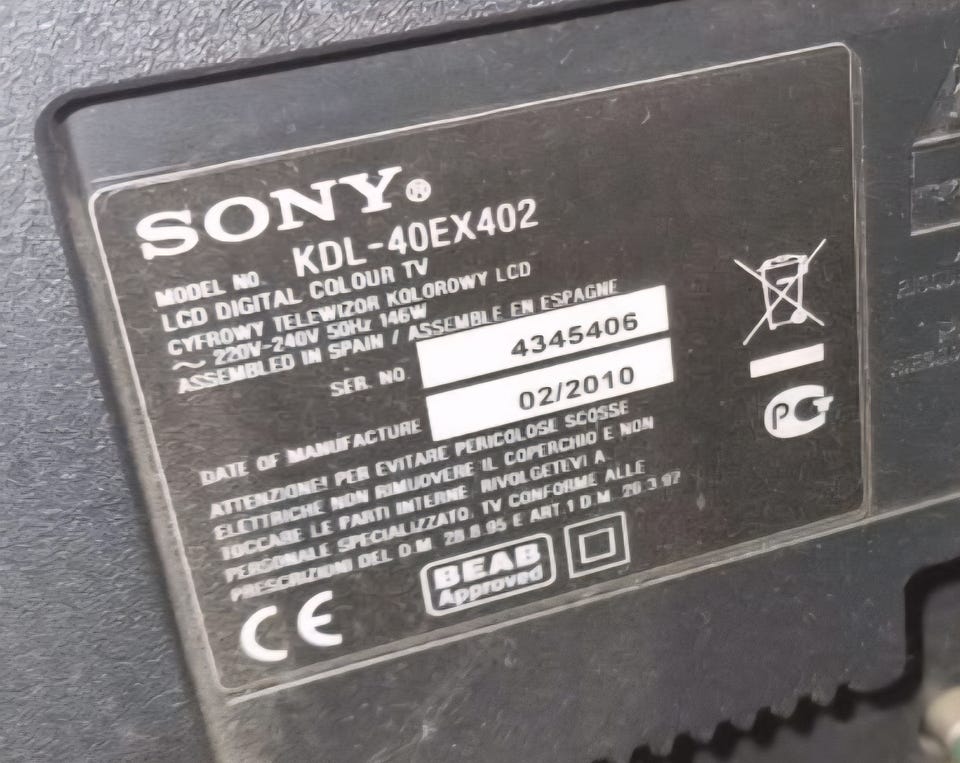 SONY®
MODEL NO. KDL-40EX402
LCD DIGITAL COLOUR TV
CYFROWY TELEWIZOR KOLOROWY LCD
~ 220V-240V 50Hz 146W
ASSEMBLED IN SPAIN / ASSEMBLE EN ESPAGNE
SER. NO. 4345406
DATE OF MANUFACTURE 02/2010
ATTENZIONE! PER EVITARE PERICOLOSE SCOSSE
ELETTRICHE NON RIMUOVERE IL COPERCHIO E NON
TOCCARE LE PARTI INTERNE. RIVOLGETEVI A
PERSONALE SPECIALIZZATO. TV CONFORME ALLE
PRESCRIZIONI DEL D.M. 28.8.95 E ART.1 D.M. 26.3.97
CE
BEAB
Approved